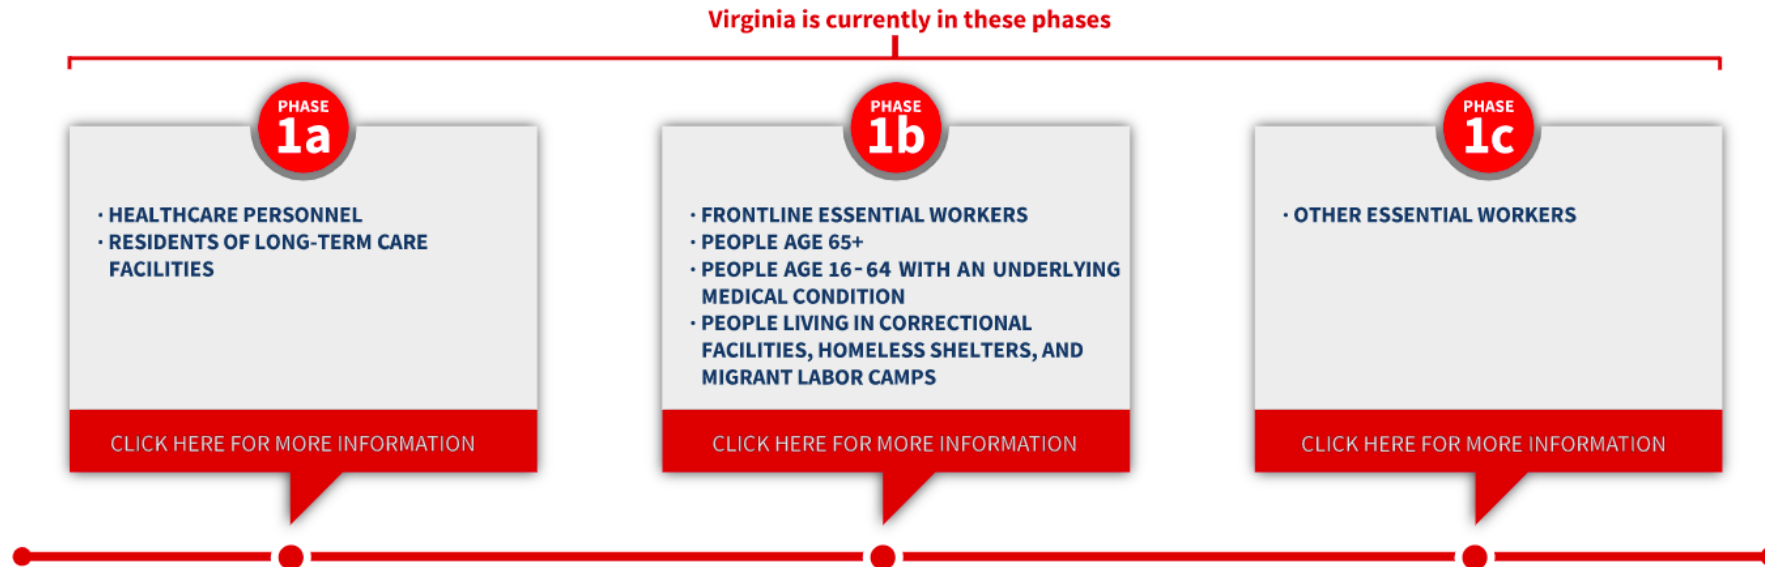 Virginia is currently in these phases
PHASE
1a
· HEALTHCARE PERSONNEL
· RESIDENTS OF LONG-TERM CARE
FACILITIES
CLICK HERE FOR MORE INFORMATION
PHASE
1b
· FRONTLINE ESSENTIAL WORKERS
· PEOPLE AGE 65+
· PEOPLE AGE 16-64 WITH AN UNDERLYING
MEDICAL CONDITION
· PEOPLE LIVING IN CORRECTIONAL
FACILITIES, HOMELESS SHELTERS, AND
MIGRANT LABOR CAMPS
CLICK HERE FOR MORE INFORMATION
PHASE
1c
· OTHER ESSENTIAL WORKERS
CLICK HERE FOR MORE INFORMATION